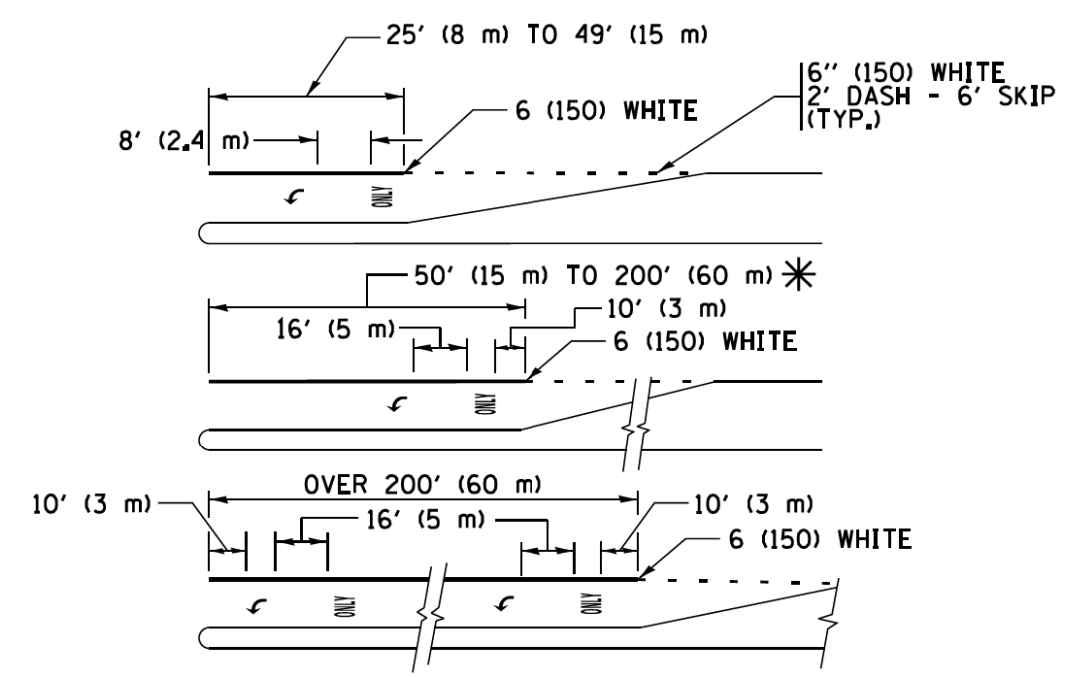 25' (8 m) TO 49' (15 m)
6'' (150) WHITE
2' DASH - 6' SKIP
(TYP.)
6 (150) WHITE
8' (2.4 m)
ONLY
50' (15 m) TO 200' (60 m) *
10' (3 m)
16' (5 m)
6 (150) WHITE
ONLY
OVER 200' (60 m)
10' (3 m)
16' (5 m)
10' (3 m)
6 (150) WHITE
ONLY
ONLY